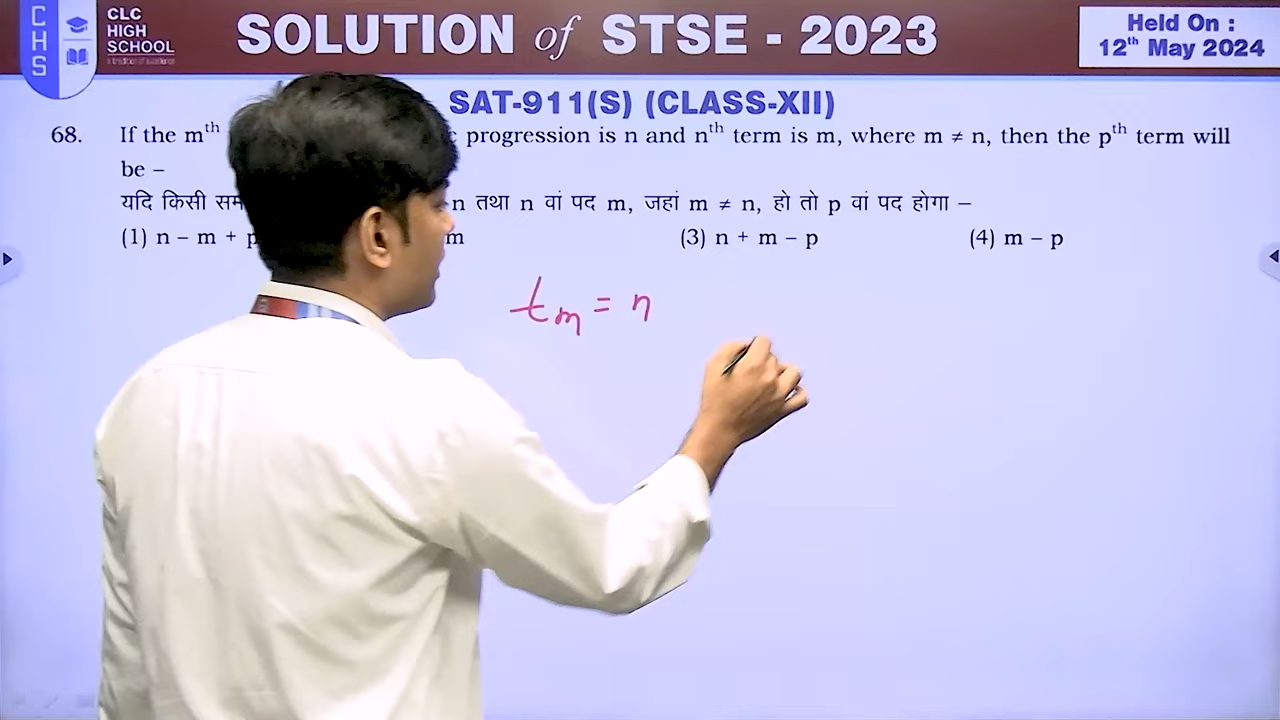 CHS
CLC
HIGH
SCHOOL
SOLUTION of STSE - 2023
Held On :
12th May 2024
SAT-911(S) (CLASS-XII)
68. If the mth progression is n and nth term is m, where m ≠ n, then the pth term will
be –
यदि किसी n तथा n वां पद m, जहां m ≠ n, हो तो p वां पद होगा –
(1) n – m + p m (3) n + m – p (4) m – p
tm = n